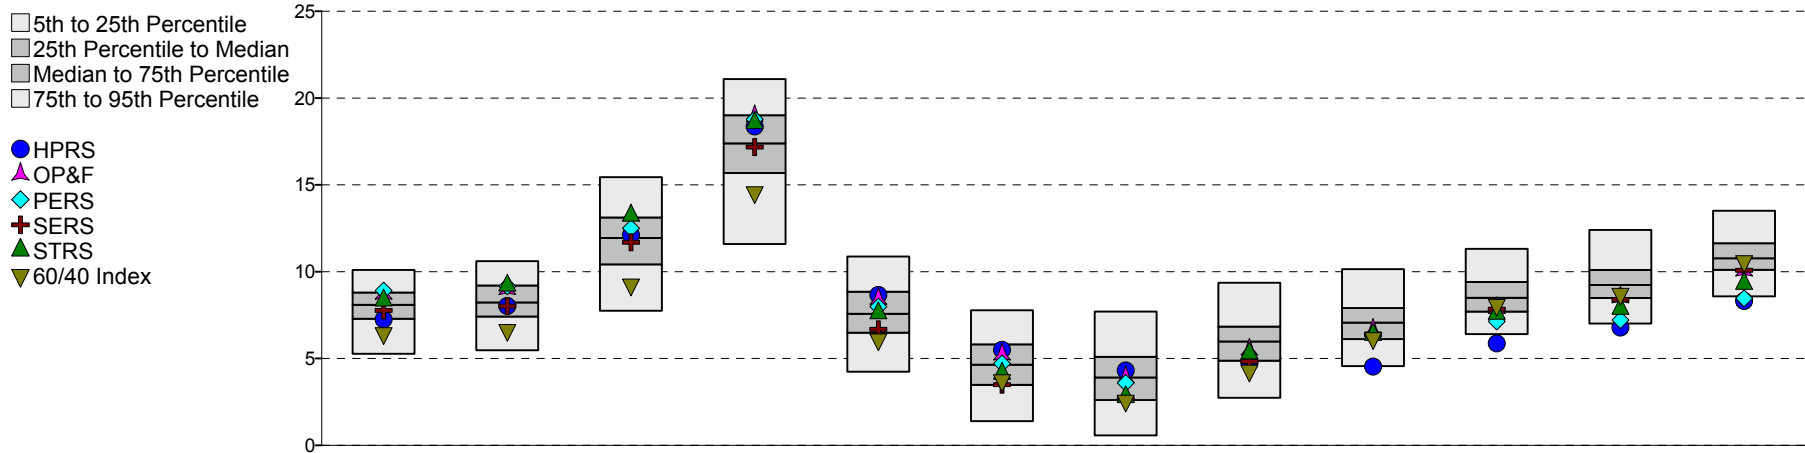 5th to 25th Percentile
25th Percentile to Median
Median to 75th Percentile
75th to 95th Percentile
HPRS
OP&F
PERS
SERS
STRS
60/40 Index
25
20
15
10
5
0